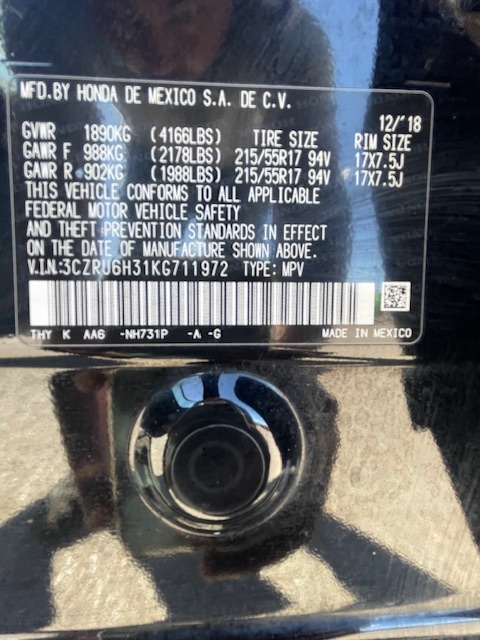 MFD.BY HONDA DE MEXICO S.A. DE C.V.
12/'18
GVWR 1890KG (4166LBS) TIRE SIZE RIM SIZE
GAWR F 988KG (2178LBS) 215/55R17 94V 17X7.5J
GAWR R 902KG (1988LBS) 215/55R17 94V 17X7.5J
THIS VEHICLE CONFORMS TO ALL APPLICABLE
FEDERAL MOTOR VEHICLE SAFETY
AND THEFT PREVENTION STANDARDS IN EFFECT
ON THE DATE OF MANUFACTURE SHOWN ABOVE.
V.I.N:3CZRU6H31KG711972 TYPE: MPV
THY K AA6 -NH731P -A -G MADE IN MEXICO